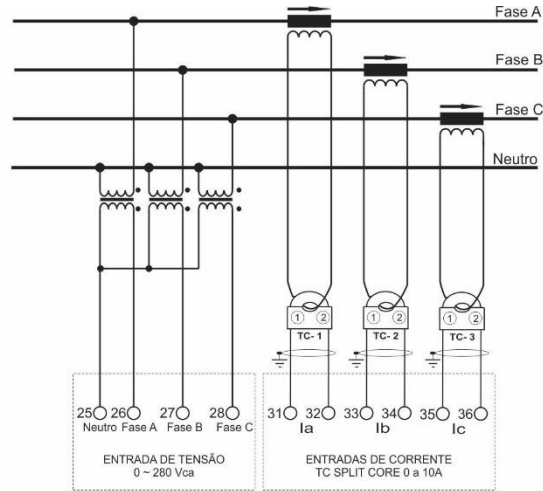 Fase A
Fase B
Fase C
Neutro
1 2
TC- 1
1 2
TC- 2
1 2
TC- 3
25 26 27 28
Neutro Fase A Fase B Fase C
ENTRADA DE TENSÃO
0 ~ 280 Vca
31 32 33 34 35 36
Ia Ib Ic
ENTRADAS DE CORRENTE
TC SPLIT CORE 0 a 10A